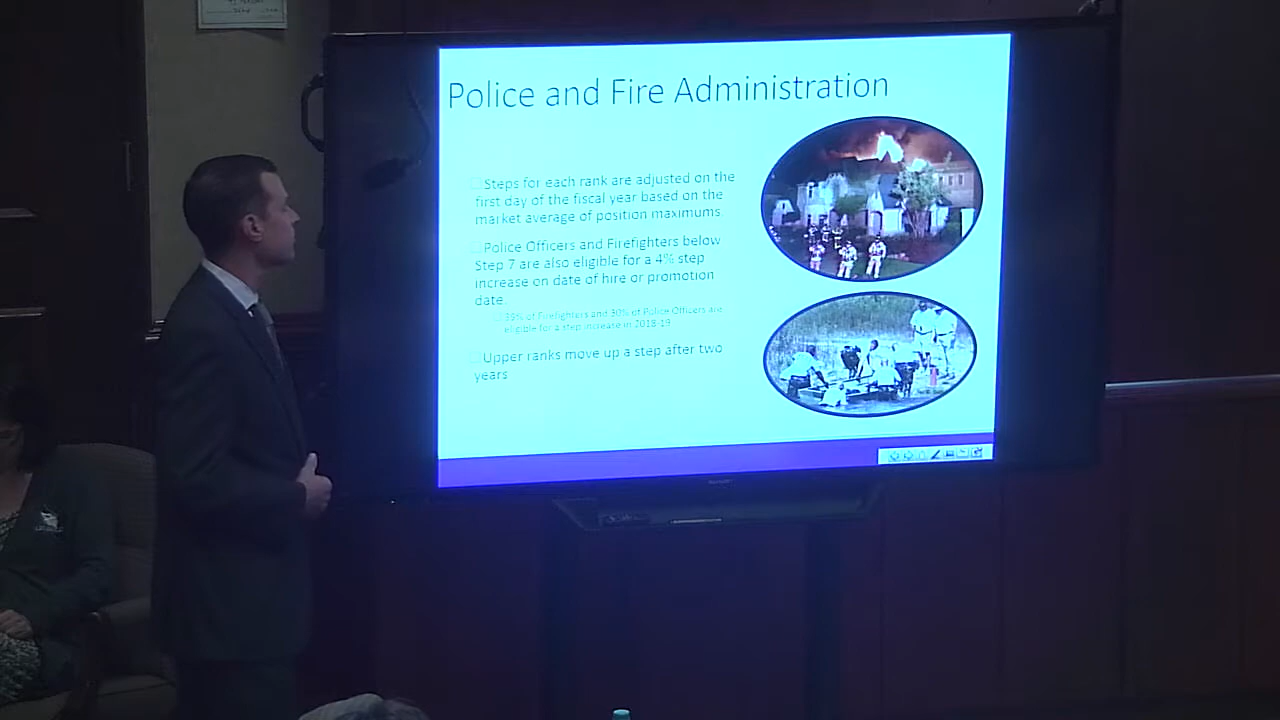 Police and Fire Administration
Steps for each rank are adjusted on the
first day of the fiscal year based on the
market average of position maximums.
Police Officers and Firefighters below
Step 7 are also eligible for a 4% step
increase on date of hire or promotion
date.
39% of Firefighters and 30% of Police Officers are
eligible for a step increase in 2018-19
Upper ranks move up a step after two
years